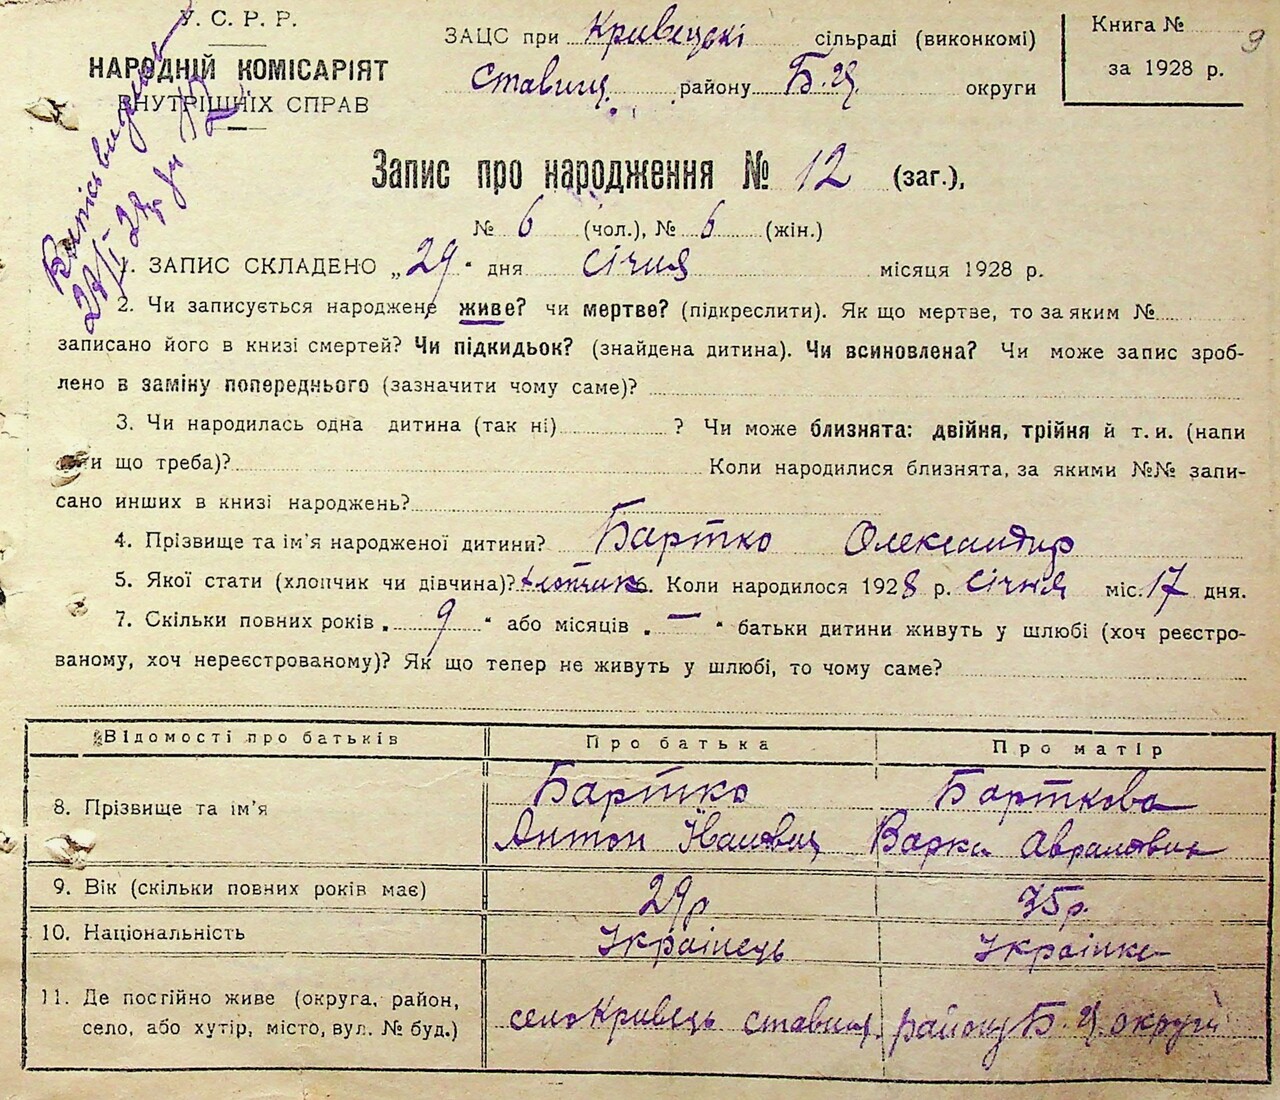 У. С. Р. Р.
НАРОДНІЙ КОМІСАРІЯТ
ВНУТРІШНІХ СПРАВ
ЗАЦС при Кривецькі сільраді (виконкомі)
Ставищ. району Б.Ц. округи
Книга № 9
за 1928 р.
Запис про народження № 12 (заг.),
№ 6 (чол.), № 6 (жін.)
1. ЗАПИС СКЛАДЕНО „29" дня січня місяця 1928 р.
2. Чи записується народжене живе? чи мертве? (підкреслити). Як що мертве, то за яким №
записано його в книзі смертей? Чи підкидьок? (знайдена дитина). Чи всиновлена? Чи може запис зроб-
лено в заміну попереднього (зазначити чому саме)?
3. Чи народилась одна дитина (так ні) ? Чи може близнята: двійня, трійня й т. и. (напи
и що треба)? Коли народилися близнята, за якими №№ запи-
сано инших в книзі народжень?
4. Прізвище та ім'я народженої дитини? Бартко Олександр
5. Якої стати (хлопчик чи дівчина)? хлопчик 6. Коли народилося 1928 р. січня міс. 17 дня.
7. Скільки повних років „9" або місяців „—" батьки дитини живуть у шлюбі (хоч реєстро-
ваному, хоч нереєстрованому)? Як що тепер не живуть у шлюбі, то чому саме?
Відомості про батьків Про батька Про матір
8. Прізвище та ім'я Бартко Барткова
Антон Іванович Варка Аврамовна
9. Вік (скільки повних років має) 29р
10. Національність Українець Українка
11. Де постійно живе (округа, район,
село, або хутір, місто, вул. № буд.) село Кривець ставищ. району Б.Ц. округи